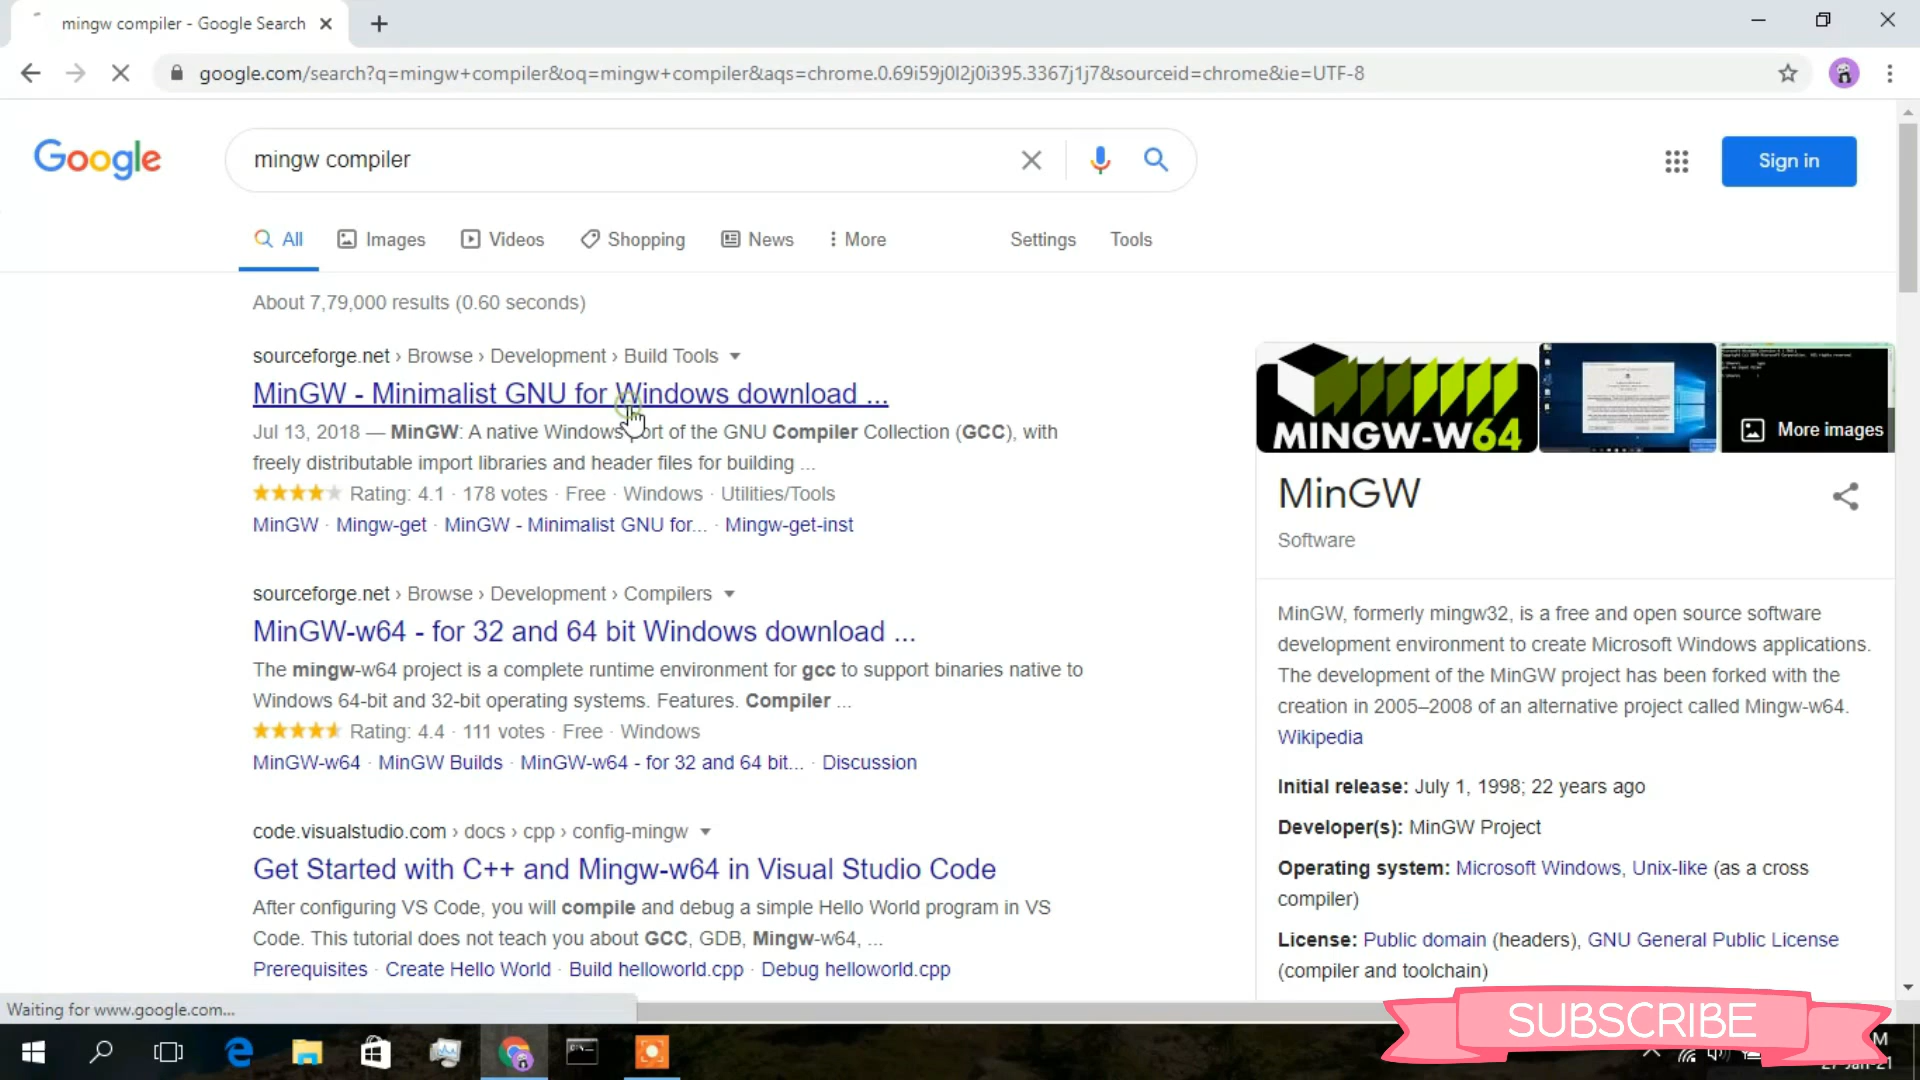 mingw compiler - Google Search
google.com/search?q=mingw+compiler&oq=mingw+compiler&aqs=chrome.0.69i59j0l2j0i395.3367j1j7&sourceid=chrome&ie=UTF-8
Google
mingw compiler
Sign in
All Images Videos Shopping News More Settings Tools
About 7,79,000 results (0.60 seconds)
sourceforge.net › Browse › Development › Build Tools
MinGW - Minimalist GNU for Windows download ...
Jul 13, 2018 — MinGW: A native Windows port of the GNU Compiler Collection (GCC), with
freely distributable import libraries and header files for building ...
Rating: 4.1 · 178 votes · Free · Windows · Utilities/Tools
MinGW · Mingw-get · MinGW - Minimalist GNU for... · Mingw-get-inst
sourceforge.net › Browse › Development › Compilers
MinGW-w64 - for 32 and 64 bit Windows download ...
The mingw-w64 project is a complete runtime environment for gcc to support binaries native to
Windows 64-bit and 32-bit operating systems. Features. Compiler ...
Rating: 4.4 · 111 votes · Free · Windows
MinGW-w64 · MinGW Builds · MinGW-w64 - for 32 and 64 bit... · Discussion
code.visualstudio.com › docs › cpp › config-mingw
Get Started with C++ and Mingw-w64 in Visual Studio Code
After configuring VS Code, you will compile and debug a simple Hello World program in VS
Code. This tutorial does not teach you about GCC, GDB, Mingw-w64, ...
Prerequisites · Create Hello World · Build helloworld.cpp · Debug helloworld.cpp
MINGW-W64
More images
MinGW
Software
MinGW, formerly mingw32, is a free and open source software
development environment to create Microsoft Windows applications.
The development of the MinGW project has been forked with the
creation in 2005–2008 of an alternative project called Mingw-w64.
Wikipedia
Initial release: July 1, 1998; 22 years ago
Developer(s): MinGW Project
Operating system: Microsoft Windows, Unix-like (as a cross
compiler)
License: Public domain (headers), GNU General Public License
(compiler and toolchain)
Waiting for www.google.com...
SUBSCRIBE